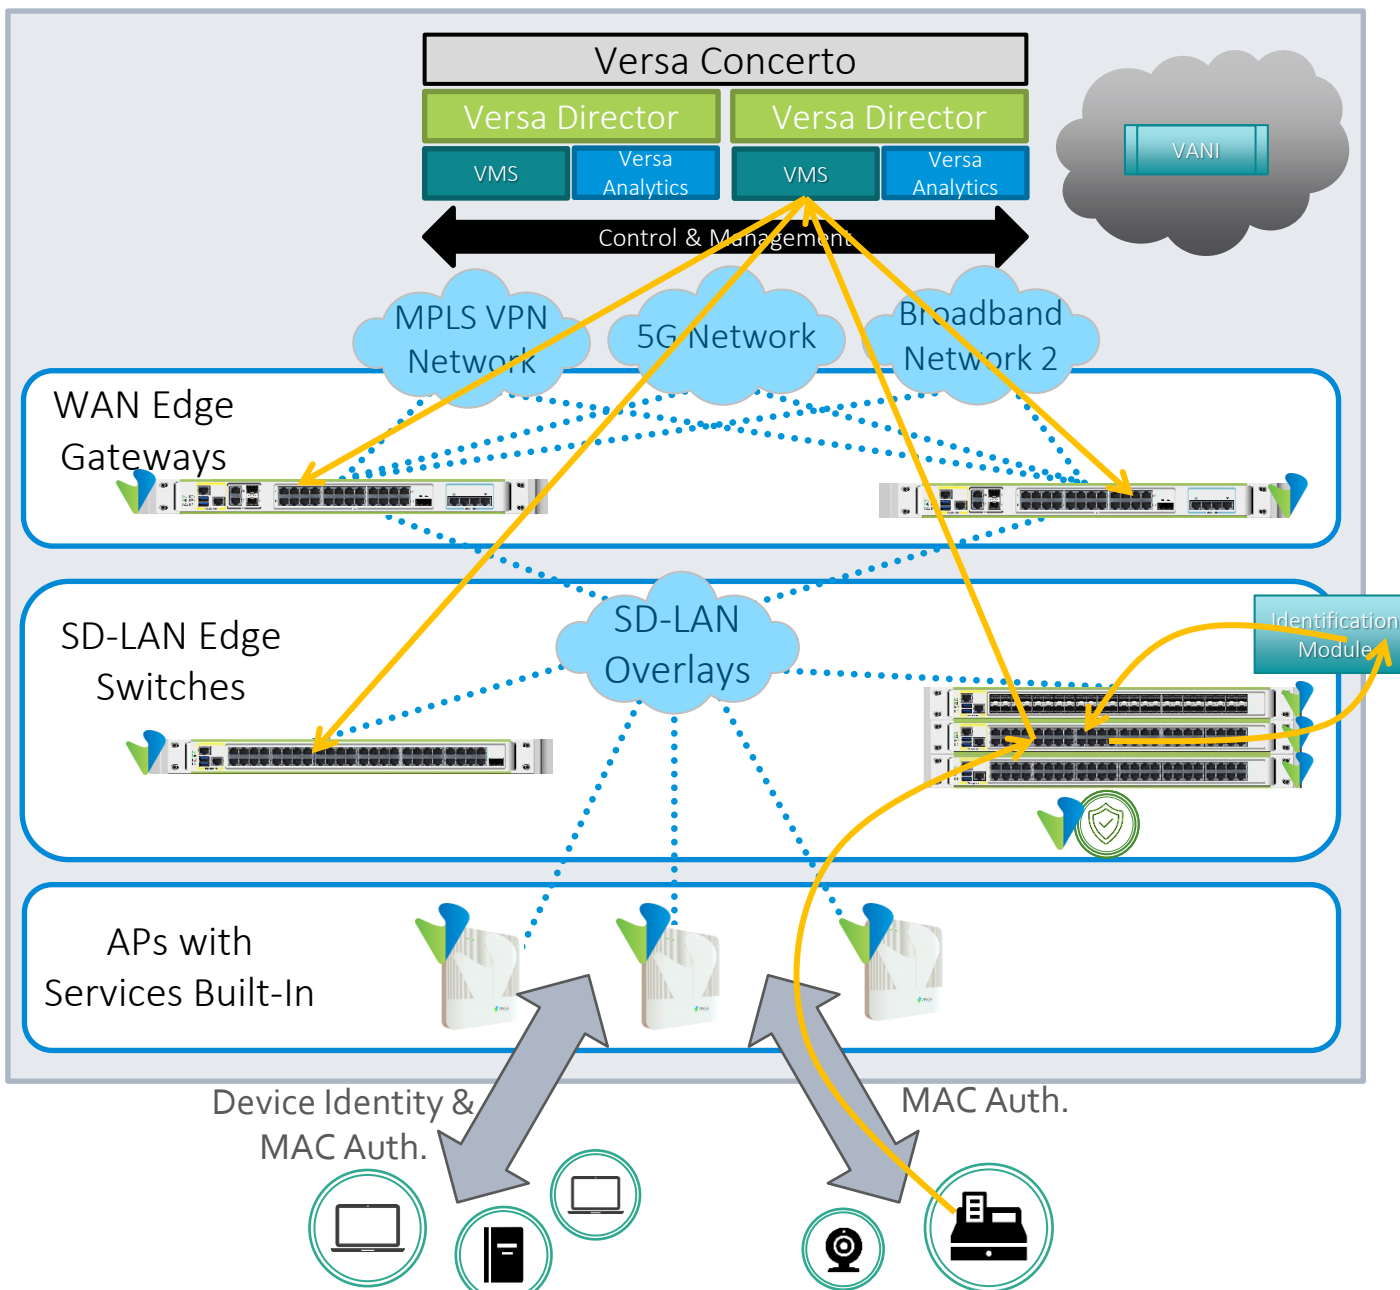 Versa Concerto
Versa Director
Versa Director
VMS
Versa
Analytics
VMS
Versa
Analytics
VANI
Control & Management
MPLS VPN
Network
5G Network
Broadband
Network 2
WAN Edge
Gateways
SD-LAN Edge
Switches
SD-LAN
Overlays
Identification
Module
APs with
Services Built-In
Device Identity &
MAC Auth.
MAC Auth.